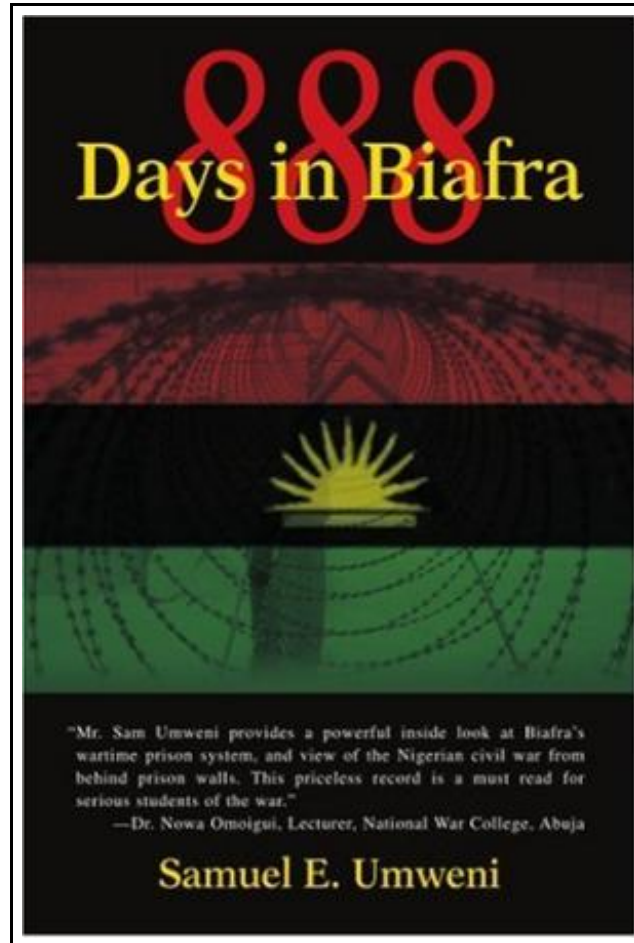 888
Days in Biafra
"Mr. Sam Umweni provides a powerful inside look at Biafra's
wartime prison system, and view of the Nigerian civil war from
behind prison walls. This priceless record is a must read for
serious students of the war."
—Dr. Nowa Omoigui, Lecturer, National War College, Abuja
Samuel E. Umweni